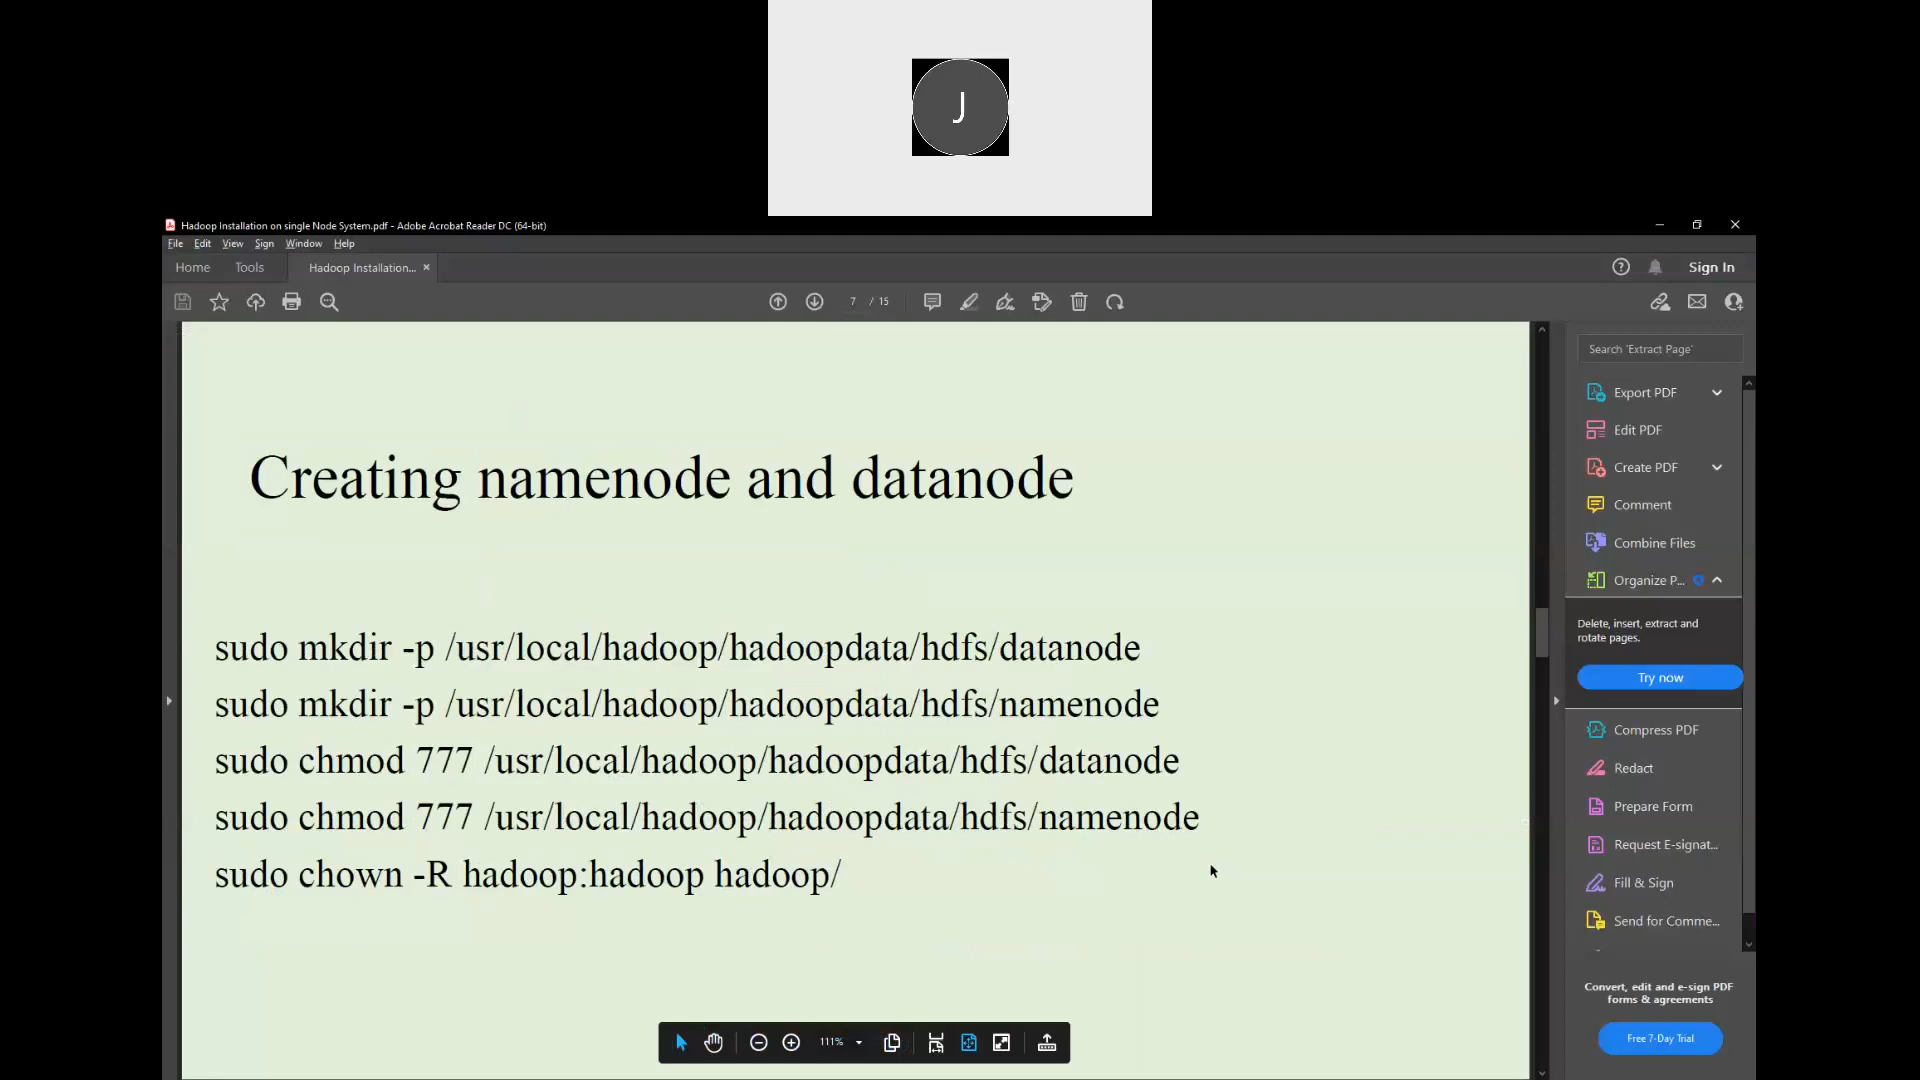 J
Hadoop Installation on single Node System.pdf - Adobe Acrobat Reader DC (64-bit)
File Edit View Sign Window Help
Home Tools Hadoop Installation... ×
Sign In
7 / 15
Search 'Extract Page'
Creating namenode and datanode
sudo mkdir -p /usr/local/hadoop/hadoopdata/hdfs/datanode
sudo mkdir -p /usr/local/hadoop/hadoopdata/hdfs/namenode
sudo chmod 777 /usr/local/hadoop/hadoopdata/hdfs/datanode
sudo chmod 777 /usr/local/hadoop/hadoopdata/hdfs/namenode
sudo chown -R hadoop:hadoop hadoop/
Export PDF
Edit PDF
Create PDF
Comment
Combine Files
Organize P...
Delete, insert, extract and
rotate pages.
Try now
Compress PDF
Redact
Prepare Form
Request E-signat...
Fill & Sign
Send for Comme...
Convert, edit and e-sign PDF
forms & agreements
Free 7-Day Trial
111%